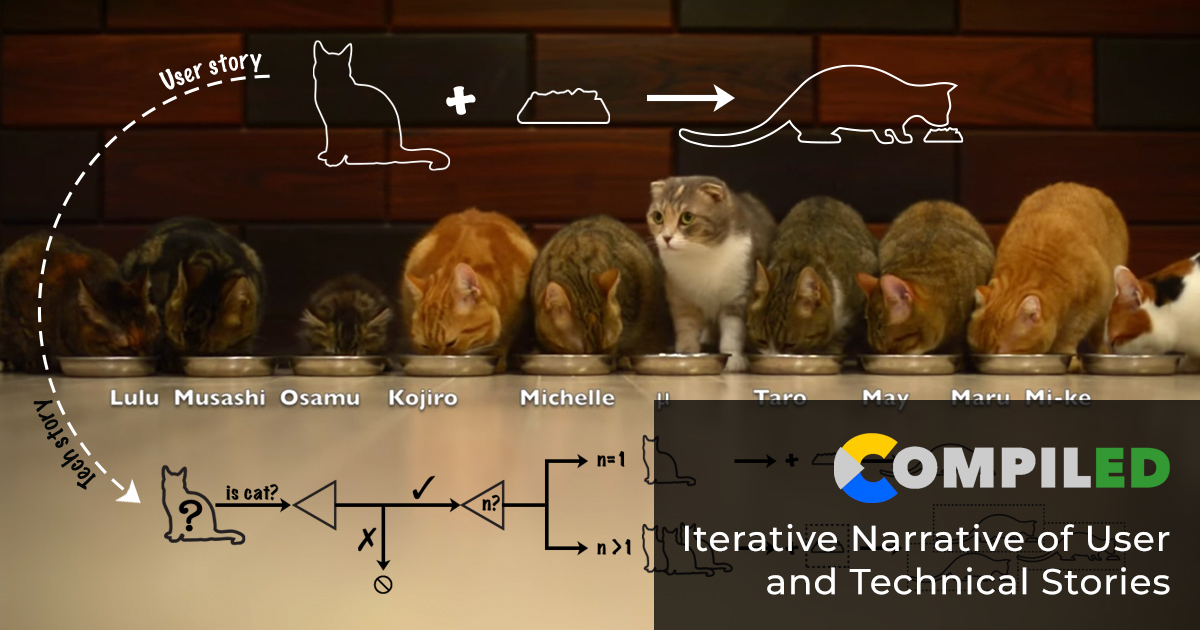 User story
Lulu Musashi Osamu Kojiro Michelle μ Taro May Maru Mi-ke
Tech story
?
is cat?
✓
n?
n=1
X
n >1
COMPILED
Iterative Narrative of User
and Technical Stories